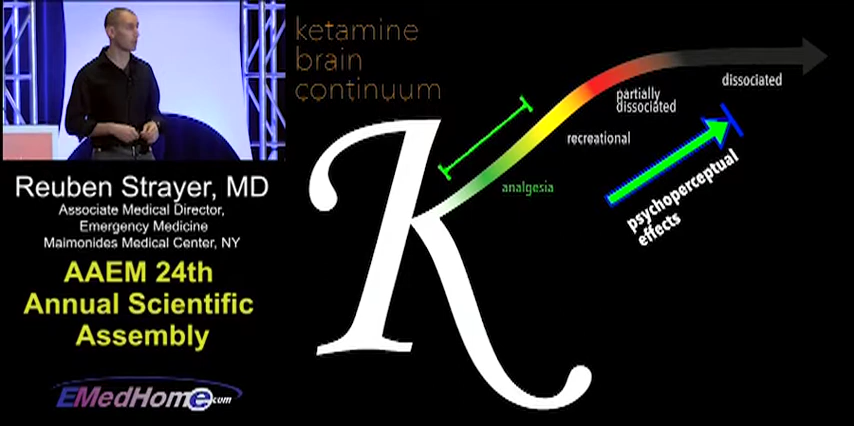 ketamine
brain
continuum
K
analgesia
recreational
partially
dissociated
dissociated
psychoperceptual
effects
Reuben Strayer, MD
Associate Medical Director,
Emergency Medicine
Maimonides Medical Center, NY
AAEM 24th
Annual Scientific
Assembly
EMedHome.com